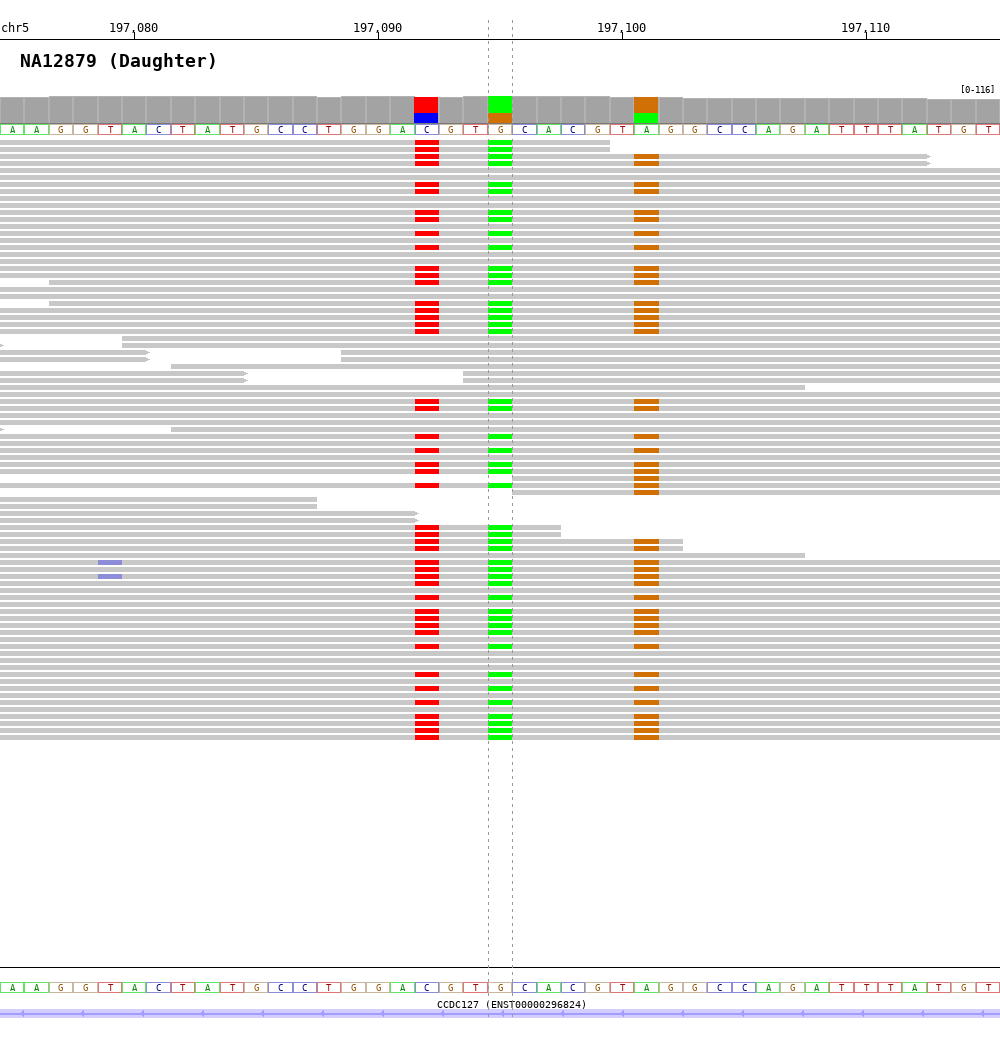 chr5 197,080 197,090 197,100 197,110
NA12879 (Daughter)
[0-116]
A A G G T A C T A T G C C T G G A C G T G C A C G T A G G C C A G A T T T A T G T
A A G G T A C T A T G C C T G G A C G T G C A C G T A G G C C A G A T T T A T G T
CCDC127 (ENST00000296824)